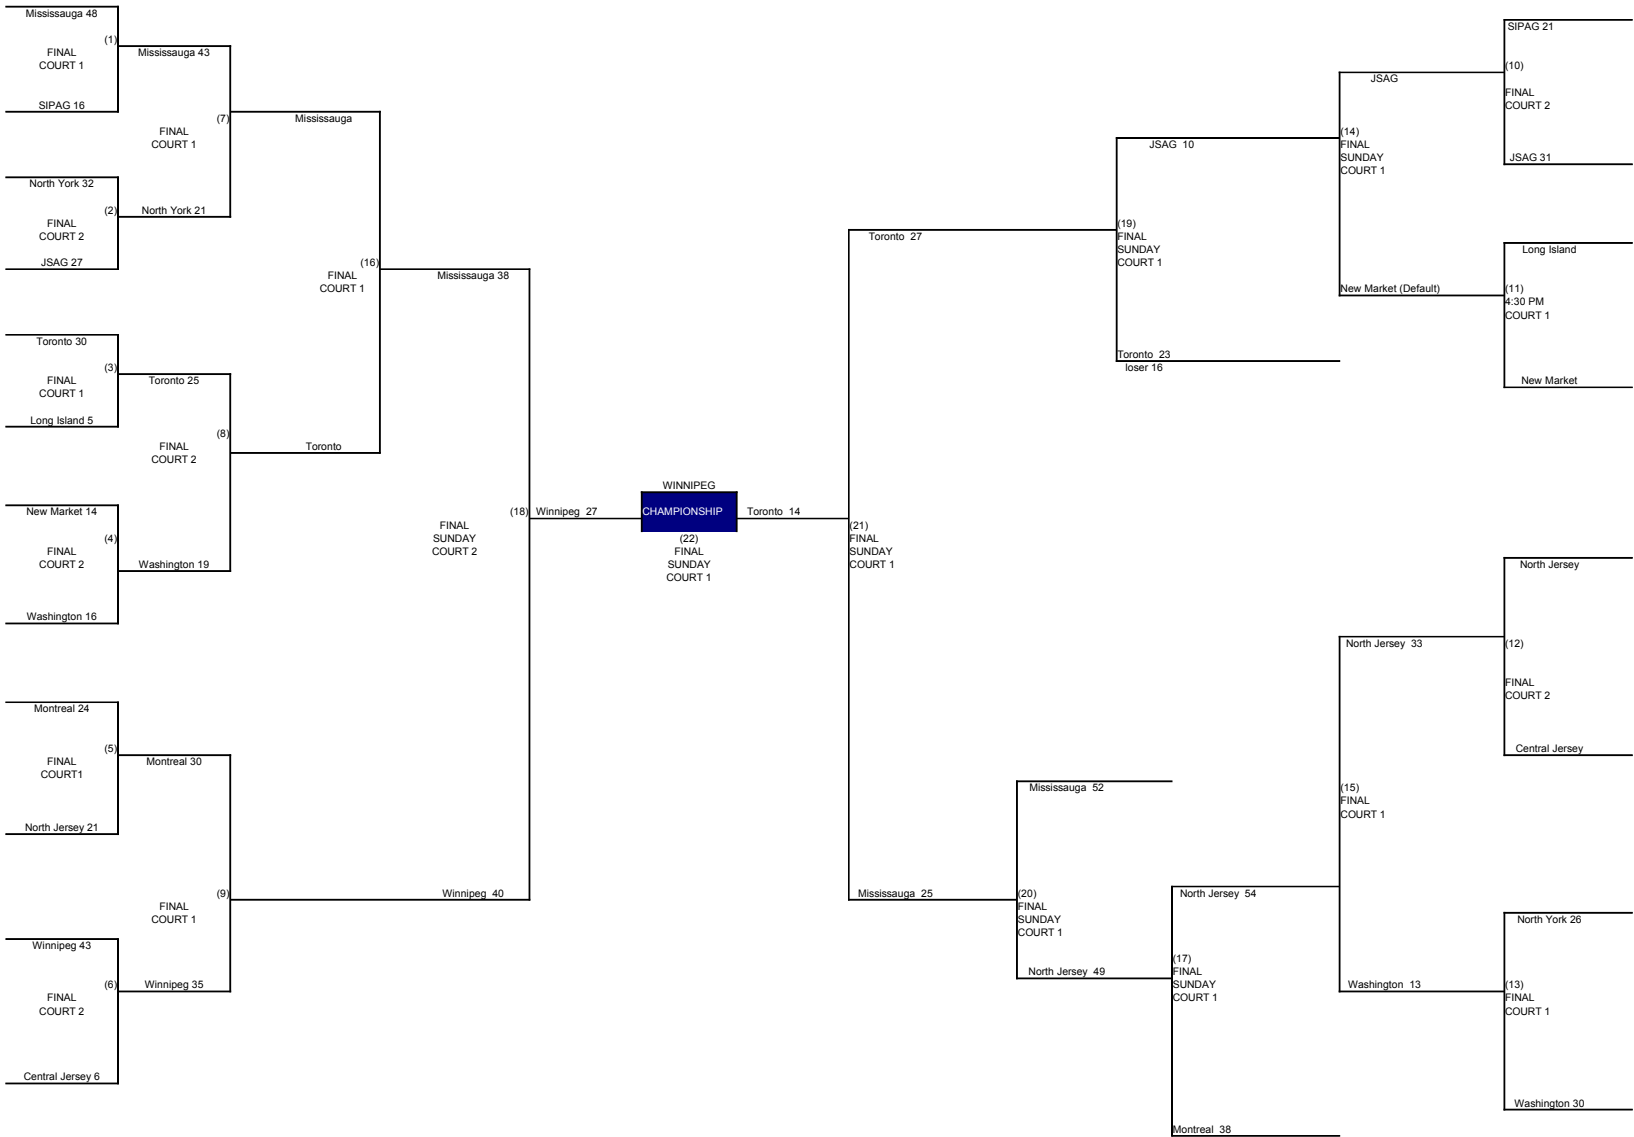 Mississauga 48
(1)
FINAL
COURT 1
SIPAG 16
Mississauga 43
(7)
FINAL
COURT 1
North York 32
(2)
FINAL
COURT 2
JSAG 27
North York 21
Mississauga
(16)
FINAL
COURT 1
Toronto 30
(3)
FINAL
COURT 1
Long Island 5
Toronto 25
(8)
FINAL
COURT 2
Toronto
New Market 14
(4)
FINAL
COURT 2
Washington 16
Washington 19
Mississauga 38
(18)
FINAL
SUNDAY
COURT 2
Montreal 24
(5)
FINAL
COURT1
North Jersey 21
Montreal 30
(9)
FINAL
COURT 1
Winnipeg 43
(6)
FINAL
COURT 2
Central Jersey 6
Winnipeg 35
Winnipeg 40
Winnipeg 27
WINNIPEG
CHAMPIONSHIP
(22)
FINAL
SUNDAY
COURT 1
Toronto 14
(21)
FINAL
SUNDAY
COURT 1
Toronto 27
JSAG 10
(19)
FINAL
SUNDAY
COURT 1
Toronto 23
loser 16
JSAG
(14)
FINAL
SUNDAY
COURT 1
New Market (Default)
SIPAG 21
(10)
FINAL
COURT 2
JSAG 31
Long Island
(11)
4:30 PM
COURT 1
New Market
Mississauga 25
Mississauga 52
(20)
FINAL
SUNDAY
COURT 1
North Jersey 49
North Jersey 54
(17)
FINAL
SUNDAY
COURT 1
Montreal 38
North Jersey 33
(15)
FINAL
COURT 1
Washington 13
North Jersey
(12)
FINAL
COURT 2
Central Jersey
North York 26
(13)
FINAL
COURT 1
Washington 30